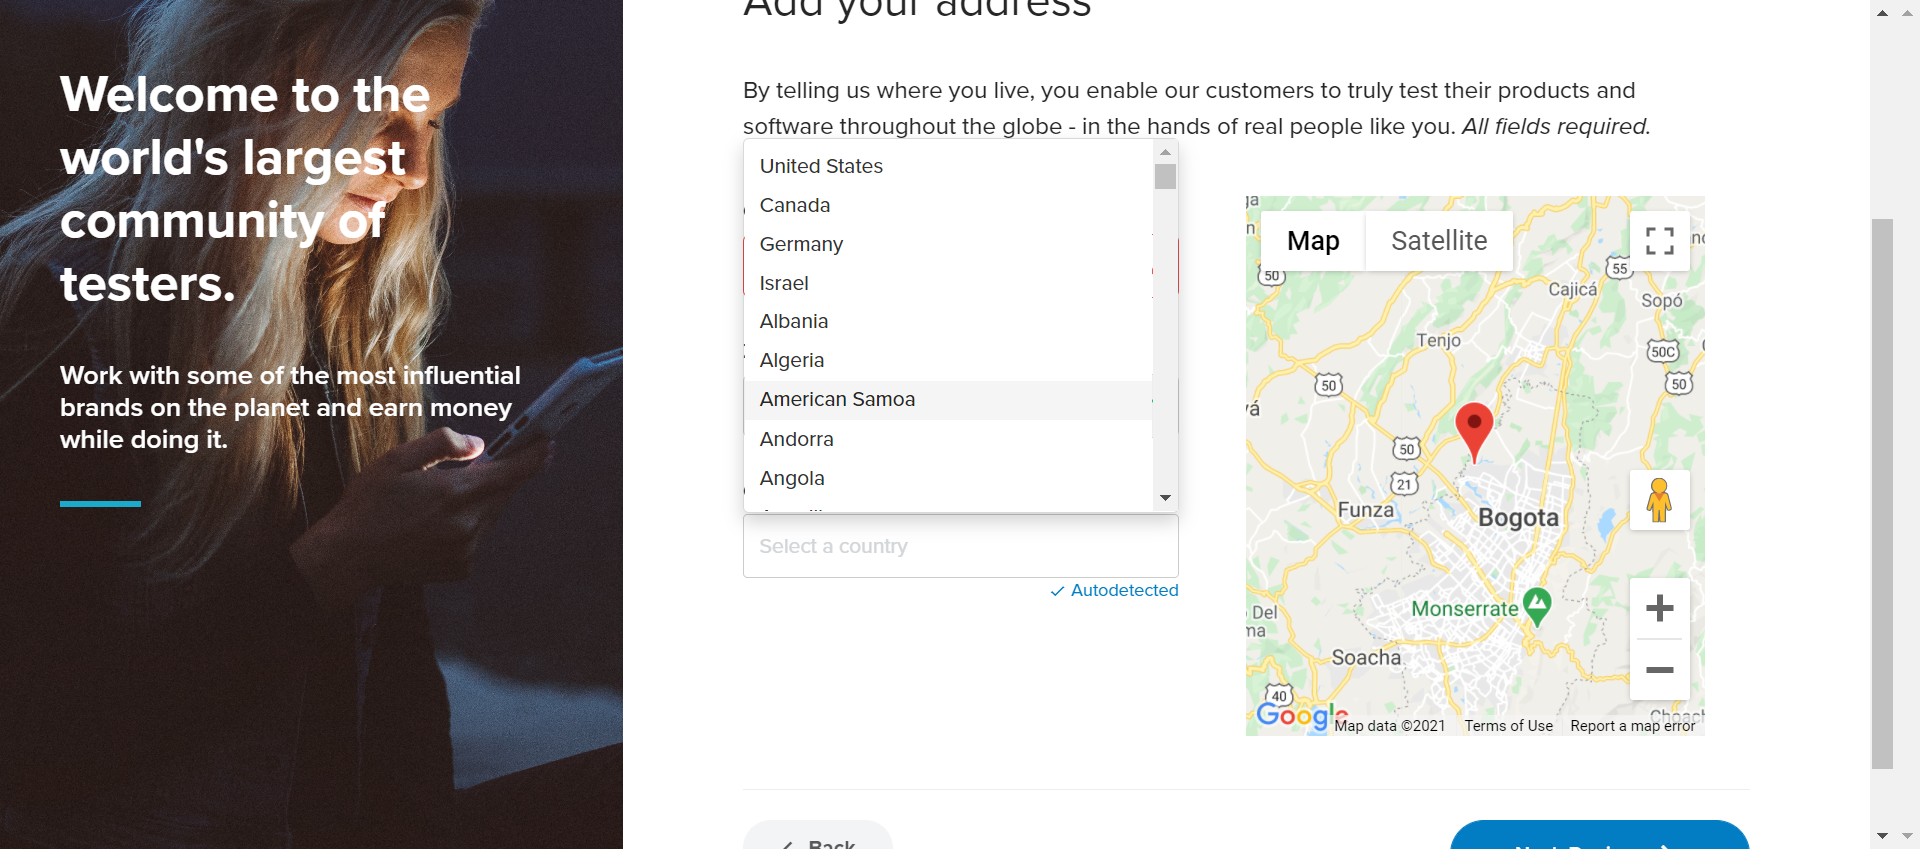 Welcome to the
world's largest
community of
testers.
Work with some of the most influential
brands on the planet and earn money
while doing it.
Add your address
By telling us where you live, you enable our customers to truly test their products and
software throughout the globe - in the hands of real people like you. All fields required.
United States
Canada
Germany
Israel
Albania
Algeria
American Samoa
Andorra
Angola
Select a country
Autodetected
Map
Satellite
50
55
Cajicá
Sopó
Tenjo
50C
50
50
50
21
Funza
Bogota
Monserrate
Del
Soacha
40
Google
Map data ©2021
Terms of Use
Report a map error
Back